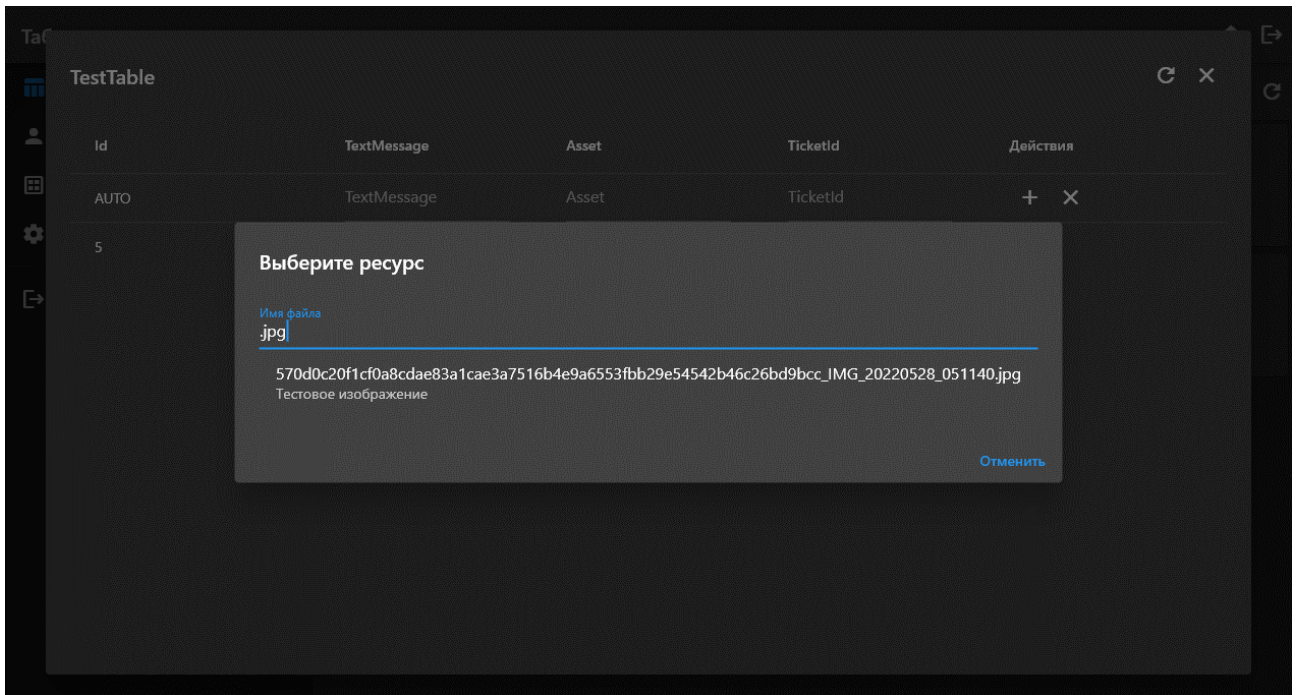 TestTable
Id TextMessage Asset TicketId Действия
AUTO TextMessage Asset TicketId
5
Выберите ресурс
Имя файла
.jpg
570d0c20f1cf0a8cdae83a1cae3a7516b4e9a6553fbb29e54542b46c26bd9bcc_IMG_20220528_051140.jpg
Тестовое изображение
Отменить